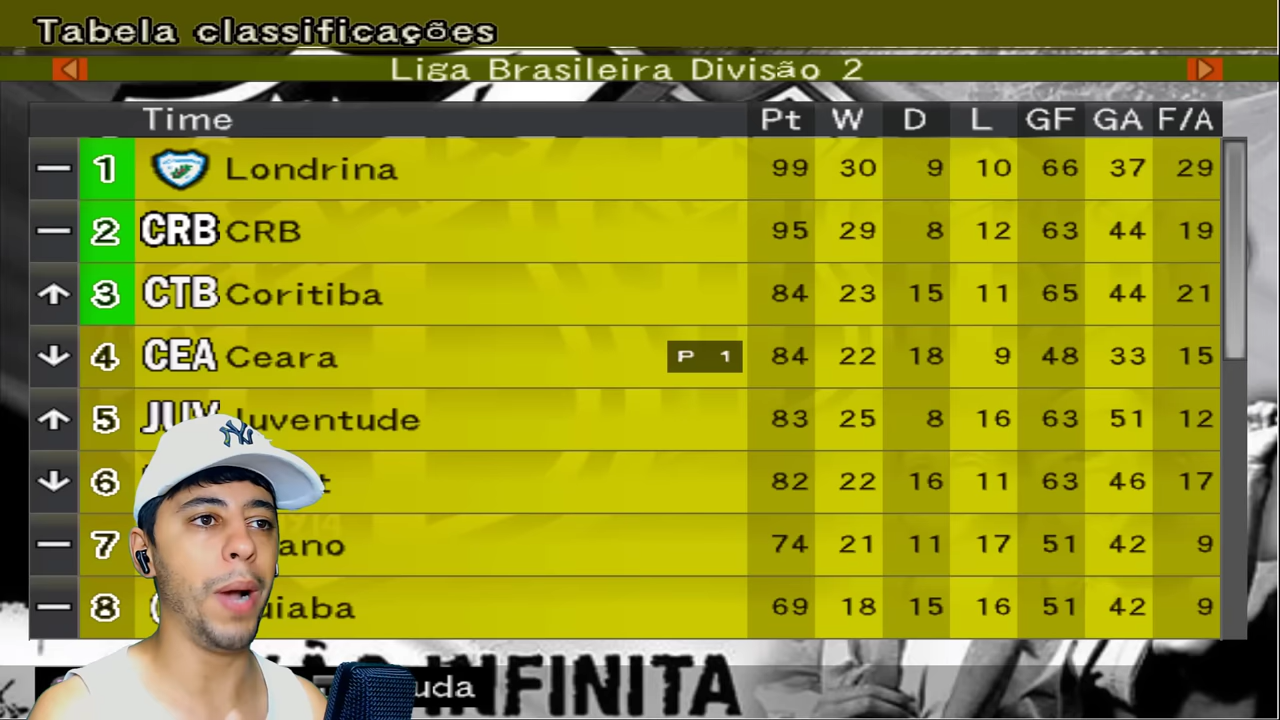 Tabela classificações
Liga Brasileira Divisão 2
Time Pt W D L GF GA F/A
1 Londrina 99 30 9 10 66 37 29
2 CRB CRB 95 29 8 12 63 44 19
3 CTB Coritiba 84 23 15 11 65 44 21
4 CEA Ceara P 1 84 22 18 9 48 33 15
5 JUV Juventude 83 25 8 16 63 51 12
6 82 22 16 11 63 46 17
7 74 21 11 17 51 42 9
8 uiaba 69 18 15 16 51 42 9
INFINITA
uda